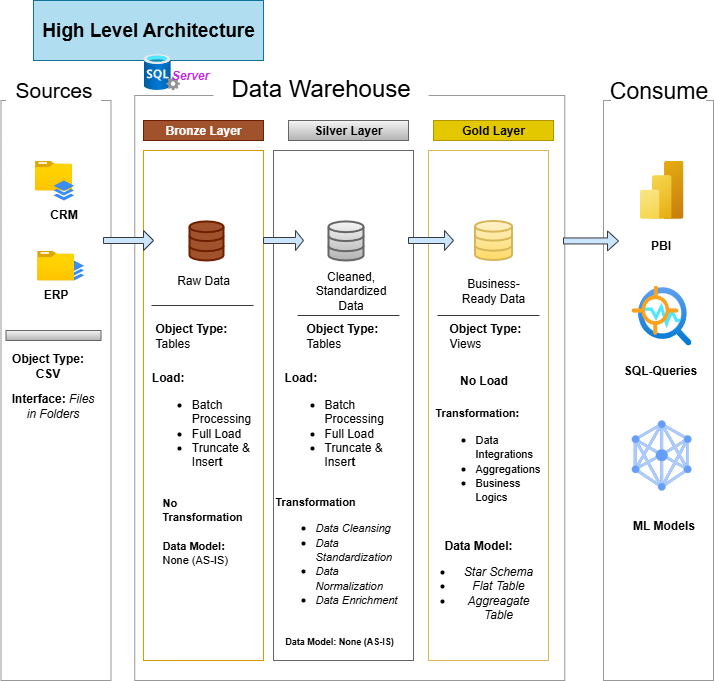 High Level Architecture
SQL
Server
Sources
CRM
ERP
Object Type:
CSV
Interface: Files
in Folders
Data Warehouse
Bronze Layer
Raw Data
Object Type:
Tables
Load:
• Batch
Processing
• Full Load
• Truncate &
Insert
No
Transformation
Data Model:
None (AS-IS)
Silver Layer
Cleaned,
Standardized
Data
Object Type:
Tables
Load:
• Batch
Processing
• Full Load
• Truncate &
Insert
Transformation
• Data Cleansing
• Data
Standardization
• Data
Normalization
• Data Enrichment
Data Model: None (AS-IS)
Gold Layer
Business-
Ready Data
Object Type:
Views
No Load
Transformation:
• Data
Integrations
• Aggregations
• Business
Logics
Data Model:
• Star Schema
• Flat Table
• Aggreagate
Table
Consume
PBI
SQL-Queries
ML Models